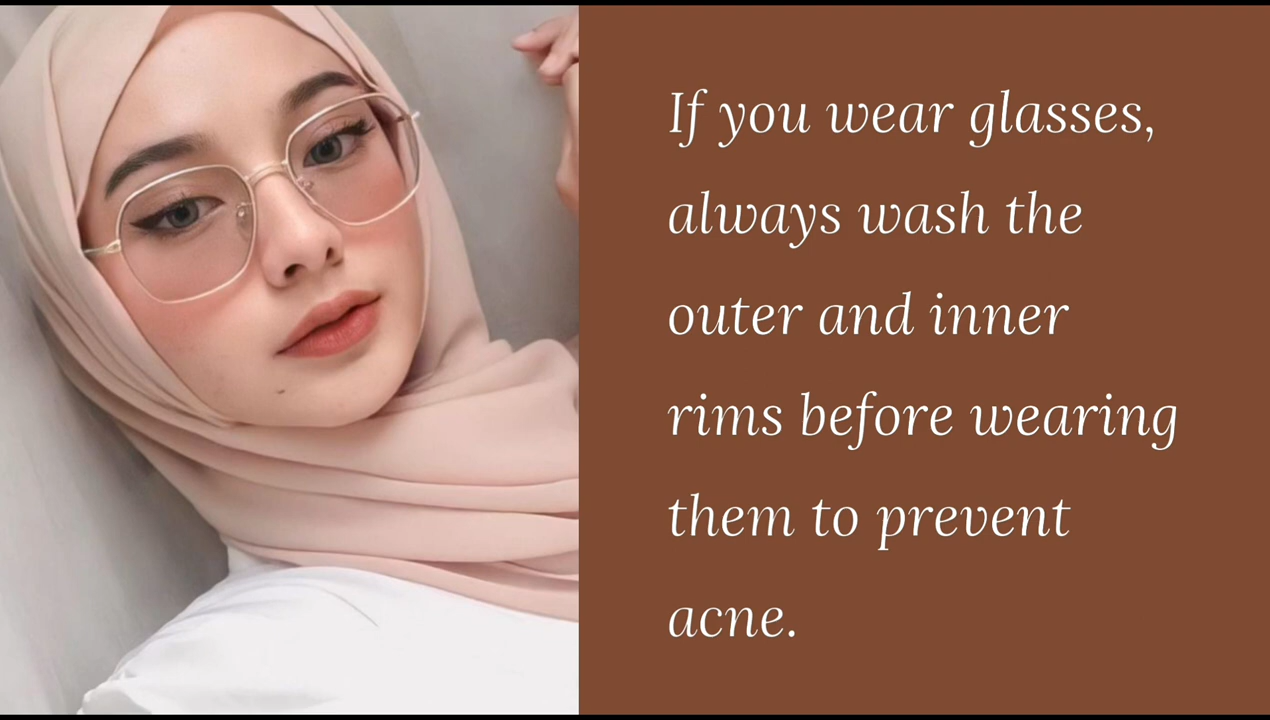 If you wear glasses,
always wash the
outer and inner
rims before wearing
them to prevent
acne.